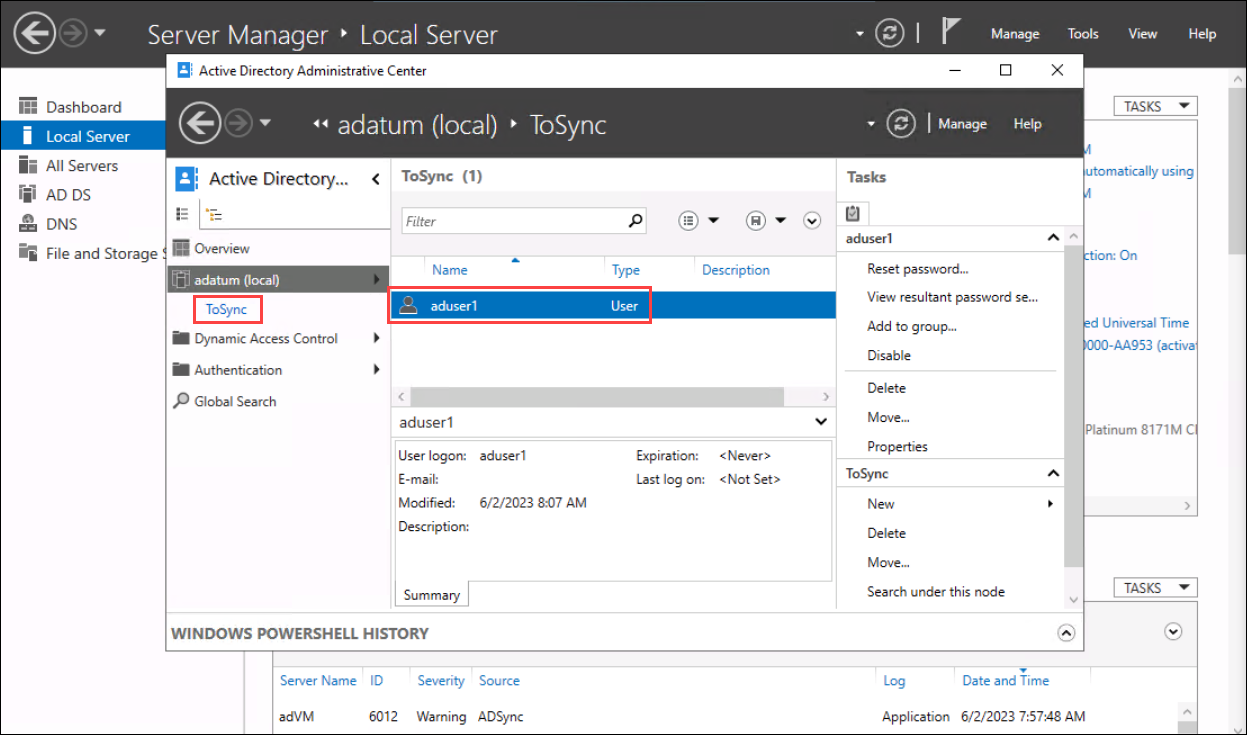 Server Manager ‣ Local Server
Manage Tools View Help
Dashboard
Local Server
All Servers
AD DS
DNS
File and Storage S
Active Directory Administrative Center
adatum (local) ‣ ToSync
Manage Help
Active Directory...
Overview
adatum (local)
ToSync
Dynamic Access Control
Authentication
Global Search
ToSync (1)
Filter
Name Type Description
aduser1 User
aduser1
User logon: aduser1 Expiration: <Never>
E-mail: Last log on: <Not Set>
Modified: 6/2/2023 8:07 AM
Description:
Summary
Tasks
aduser1
Reset password...
View resultant password se...
Add to group...
Disable
Delete
Move...
Properties
ToSync
New
Delete
Move...
Search under this node
WINDOWS POWERSHELL HISTORY
TASKS
M
utomatically using
M
ction: On
ed Universal Time
0000-AA953 (activat
Platinum 8171M CI
TASKS
Server Name ID Severity Source Log Date and Time
adVM 6012 Warning ADSync Application 6/2/2023 7:57:48 AM